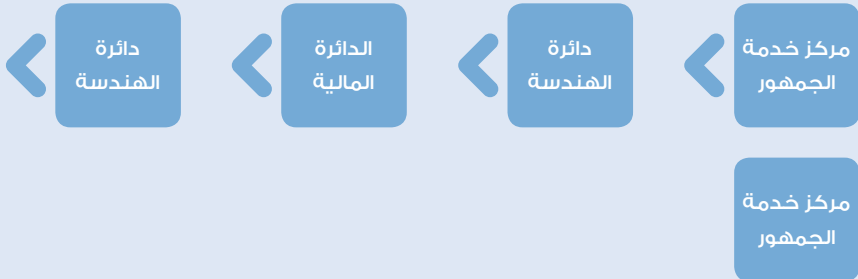 مركز خدمة
الجمهور
دائرة
الهندسة
الدائرة
المالية
دائرة
الهندسة
مركز خدمة
الجمهور